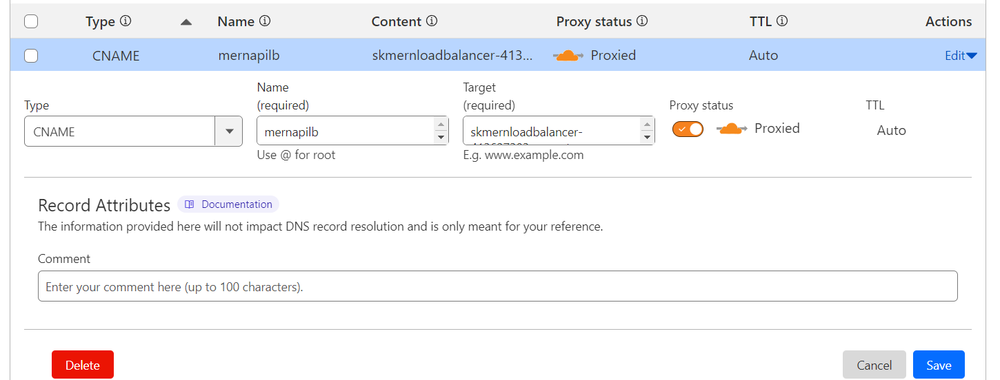 Type Name Content Proxy status TTL Actions
CNAME mernapilb skmernloadbalancer-413... Proxied Auto Edit
Type Name (required) Target (required) Proxy status TTL
CNAME mernapilb skmernloadbalancer- Proxied Auto
Use @ for root E.g. www.example.com
Record Attributes Documentation
The information provided here will not impact DNS record resolution and is only meant for your reference.
Comment
Enter your comment here (up to 100 characters).
Delete Cancel Save